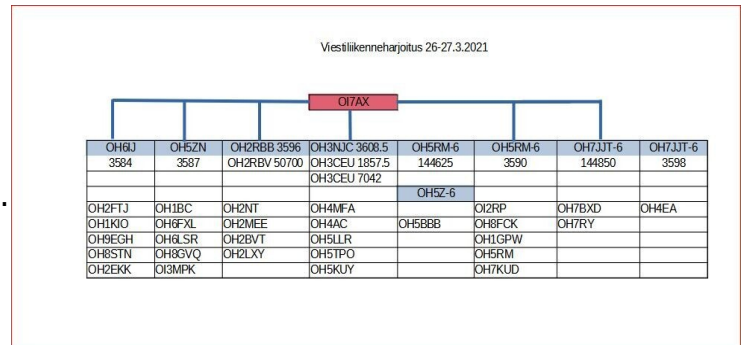 Viestiliikenneharjoitus 26-27.3.2021
OI7AX
OH6IJ OH5ZN OH2RBB 3596 OH3NJC 3608.5 OH5RM-6 OH5RM-6 OH7JJT-6 OH7JJT-6
3584 3587 OH2RBV 50700 OH3CEU 1857.5 144625 3590 144850 3598
OH3CEU 7042
OH5Z-6
OH2FTJ OH1BC OH2NT OH4MFA OI2RP OH7BXD OH4EA
OH1KIO OH6FXL OH2MEE OH4AC OH5BBB OH8FCK OH7RY
OH9EGH OH6LSR OH2BVT OH5LLR OH1GPW
OH8STN OH8GVQ OH2LXY OH5TPO OH5RM
OH2EKK OI3MPK OH5KUY OH7KUD